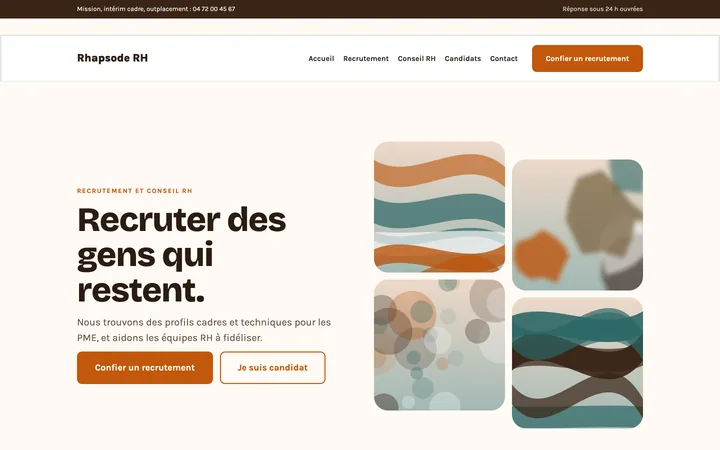 Mission, intérim cadre, outplacement : 04 72 00 45 67
Réponse sous 24 h ouvrées
Rhapsode RH
Accueil
Recrutement
Conseil RH
Candidats
Contact
Confier un recrutement
RECRUTEMENT ET CONSEIL RH
Recruter des
gens qui
restent.
Nous trouvons des profils cadres et techniques pour les
PME, et aidons les équipes RH à fidéliser.
Confier un recrutement
Je suis candidat